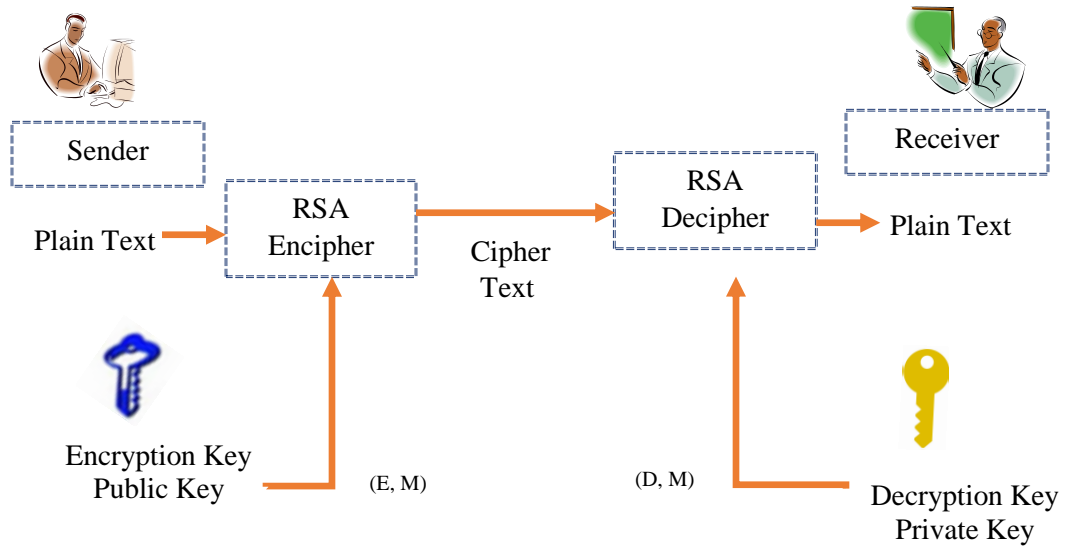 Sender
Receiver
RSA
Encipher
RSA
Decipher
Plain Text
Cipher
Text
Plain Text
Encryption Key
Public Key
(E, M)
(D, M)
Decryption Key
Private Key